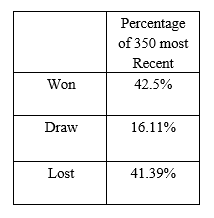 Percentage
of 350 most
Recent
Won 42.5%
Draw 16.11%
Lost 41.39%